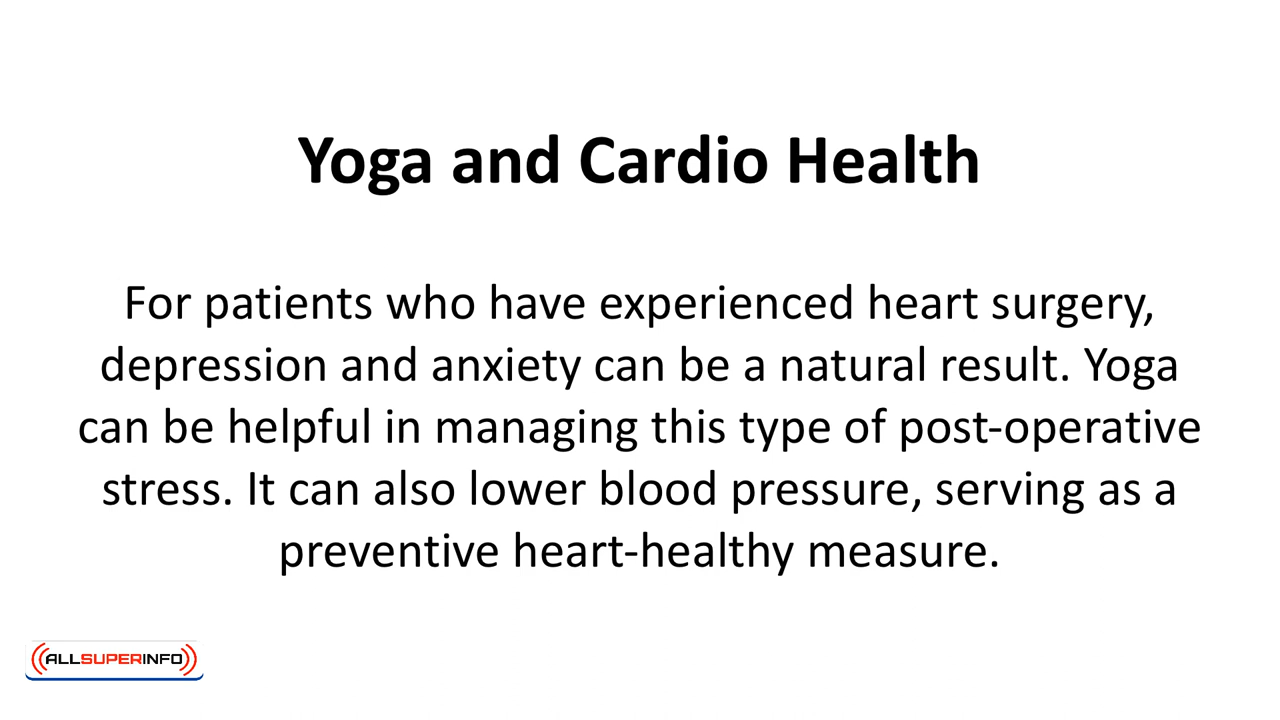 Yoga and Cardio Health
For patients who have experienced heart surgery,
depression and anxiety can be a natural result. Yoga
can be helpful in managing this type of post-operative
stress. It can also lower blood pressure, serving as a
preventive heart-healthy measure.
ALLSUPERINFO